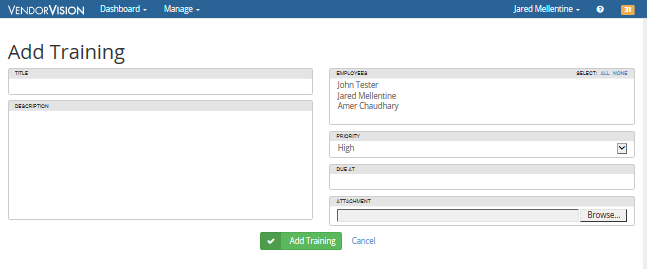 VENDORVISION Dashboard Manage Jared Mellentine ? 31
Add Training
TITLE
DESCRIPTION
EMPLOYEES SELECT: ALL NONE
John Tester
Jared Mellentine
Amer Chaudhary
PRIORITY
High
DUE AT
ATTACHMENT
Browse...
Add Training Cancel